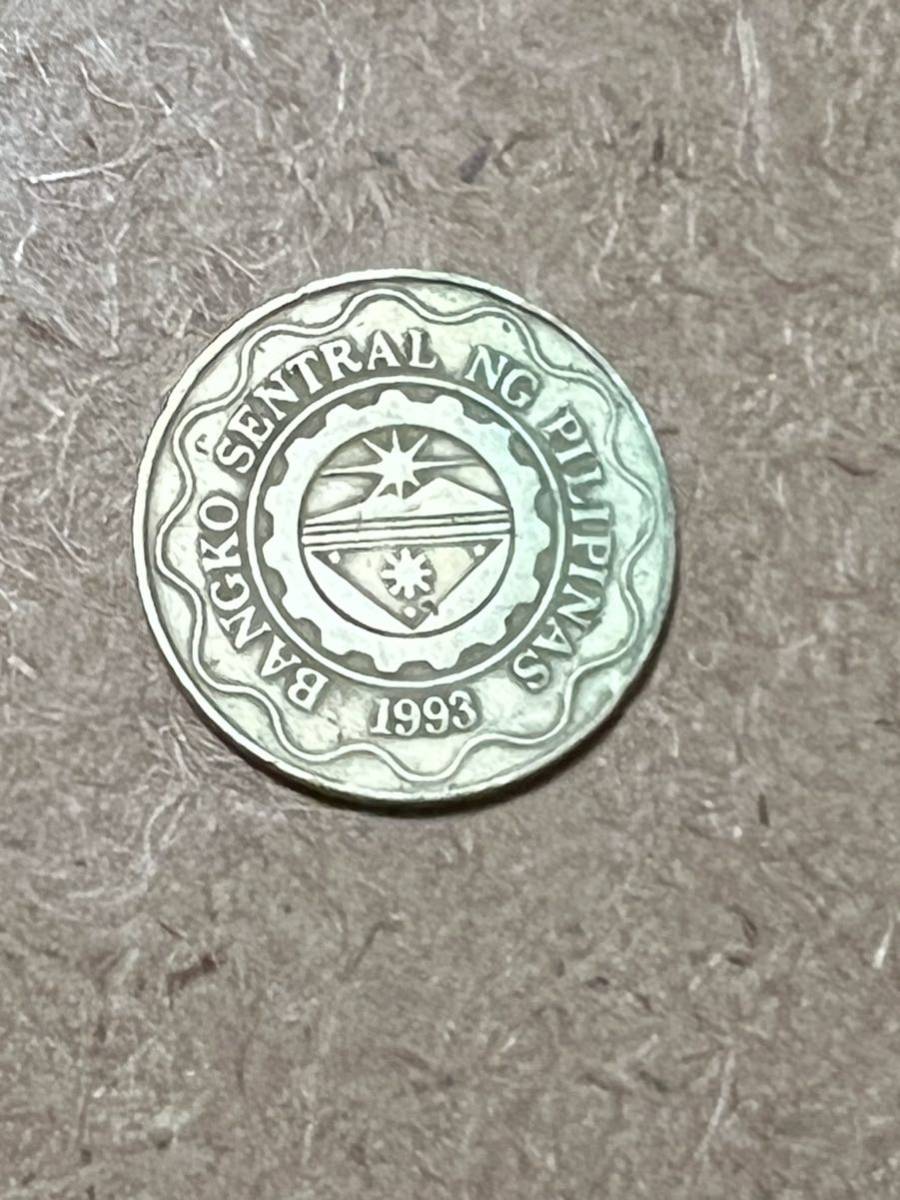 BANGKO SENTRAL NG PILIPINAS
1993